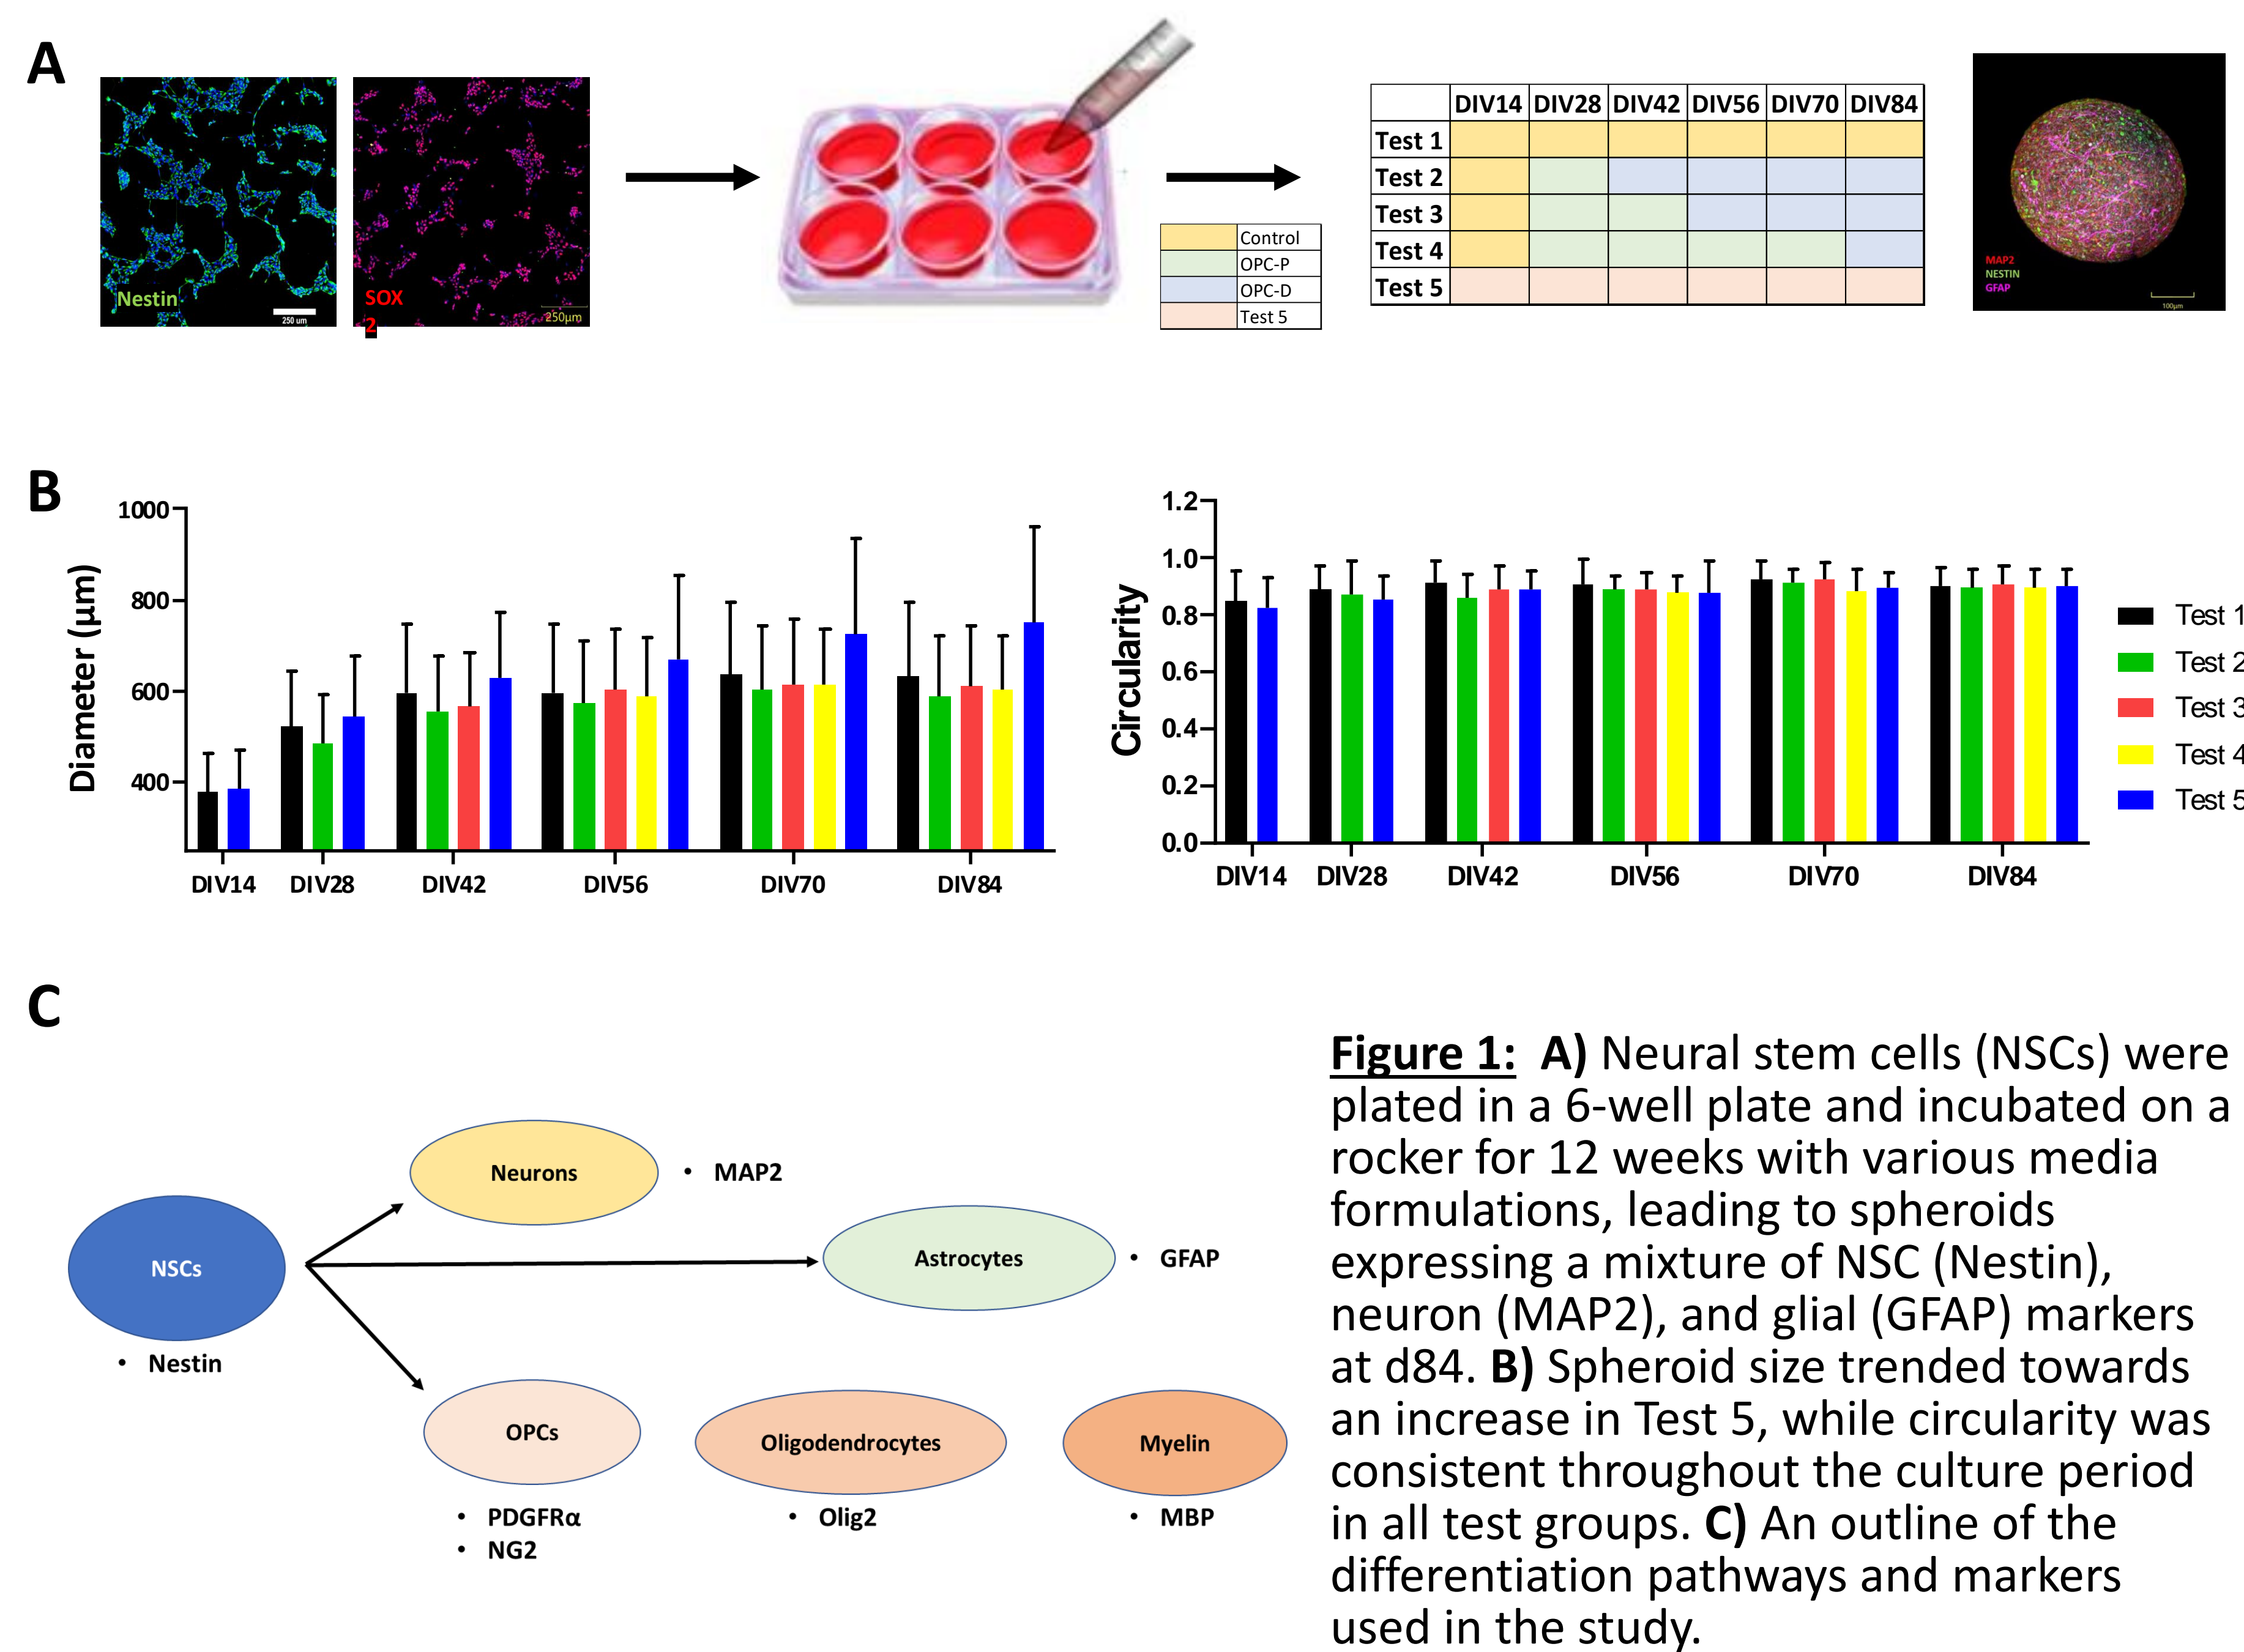 A
Nestin
250 um
SOX
2
250µm
Control
OPC-P
OPC-D
Test 5
DIV14 DIV28 DIV42 DIV56 DIV70 DIV84
Test 1
Test 2
Test 3
Test 4
Test 5
MAP2
NESTIN
GFAP
100µm
B
Diameter (µm)
1000
800
600
400
DIV14 DIV28 DIV42 DIV56 DIV70 DIV84
Circularity
1.2
1.0
0.8
0.6
0.4
0.2
0.0
DIV14 DIV28 DIV42 DIV56 DIV70 DIV84
Test 1
Test 2
Test 3
Test 4
Test 5
C
NSCs
• Nestin
Neurons
• MAP2
Astrocytes
• GFAP
OPCs
• PDGFRα
• NG2
Oligodendrocytes
• Olig2
Myelin
• MBP
Figure 1: A) Neural stem cells (NSCs) were
plated in a 6-well plate and incubated on a
rocker for 12 weeks with various media
formulations, leading to spheroids
expressing a mixture of NSC (Nestin),
neuron (MAP2), and glial (GFAP) markers
at d84. B) Spheroid size trended towards
an increase in Test 5, while circularity was
consistent throughout the culture period
in all test groups. C) An outline of the
differentiation pathways and markers
used in the study.